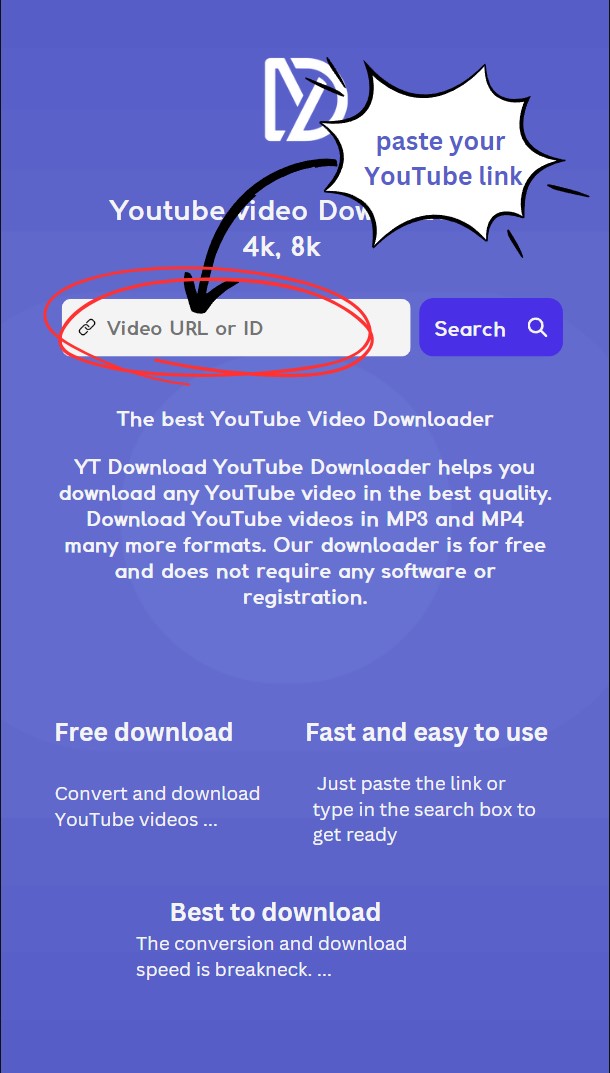 paste your
YouTube link
Youtube video Dow
4k, 8k
Video URL or ID
Search
The best YouTube Video Downloader
YT Download YouTube Downloader helps you
download any YouTube video in the best quality.
Download YouTube videos in MP3 and MP4
many more formats. Our downloader is for free
and does not require any software or
registration.
Free download
Fast and easy to use
Convert and download
YouTube videos ...
Just paste the link or
type in the search box to
get ready
Best to download
The conversion and download
speed is breakneck. ...